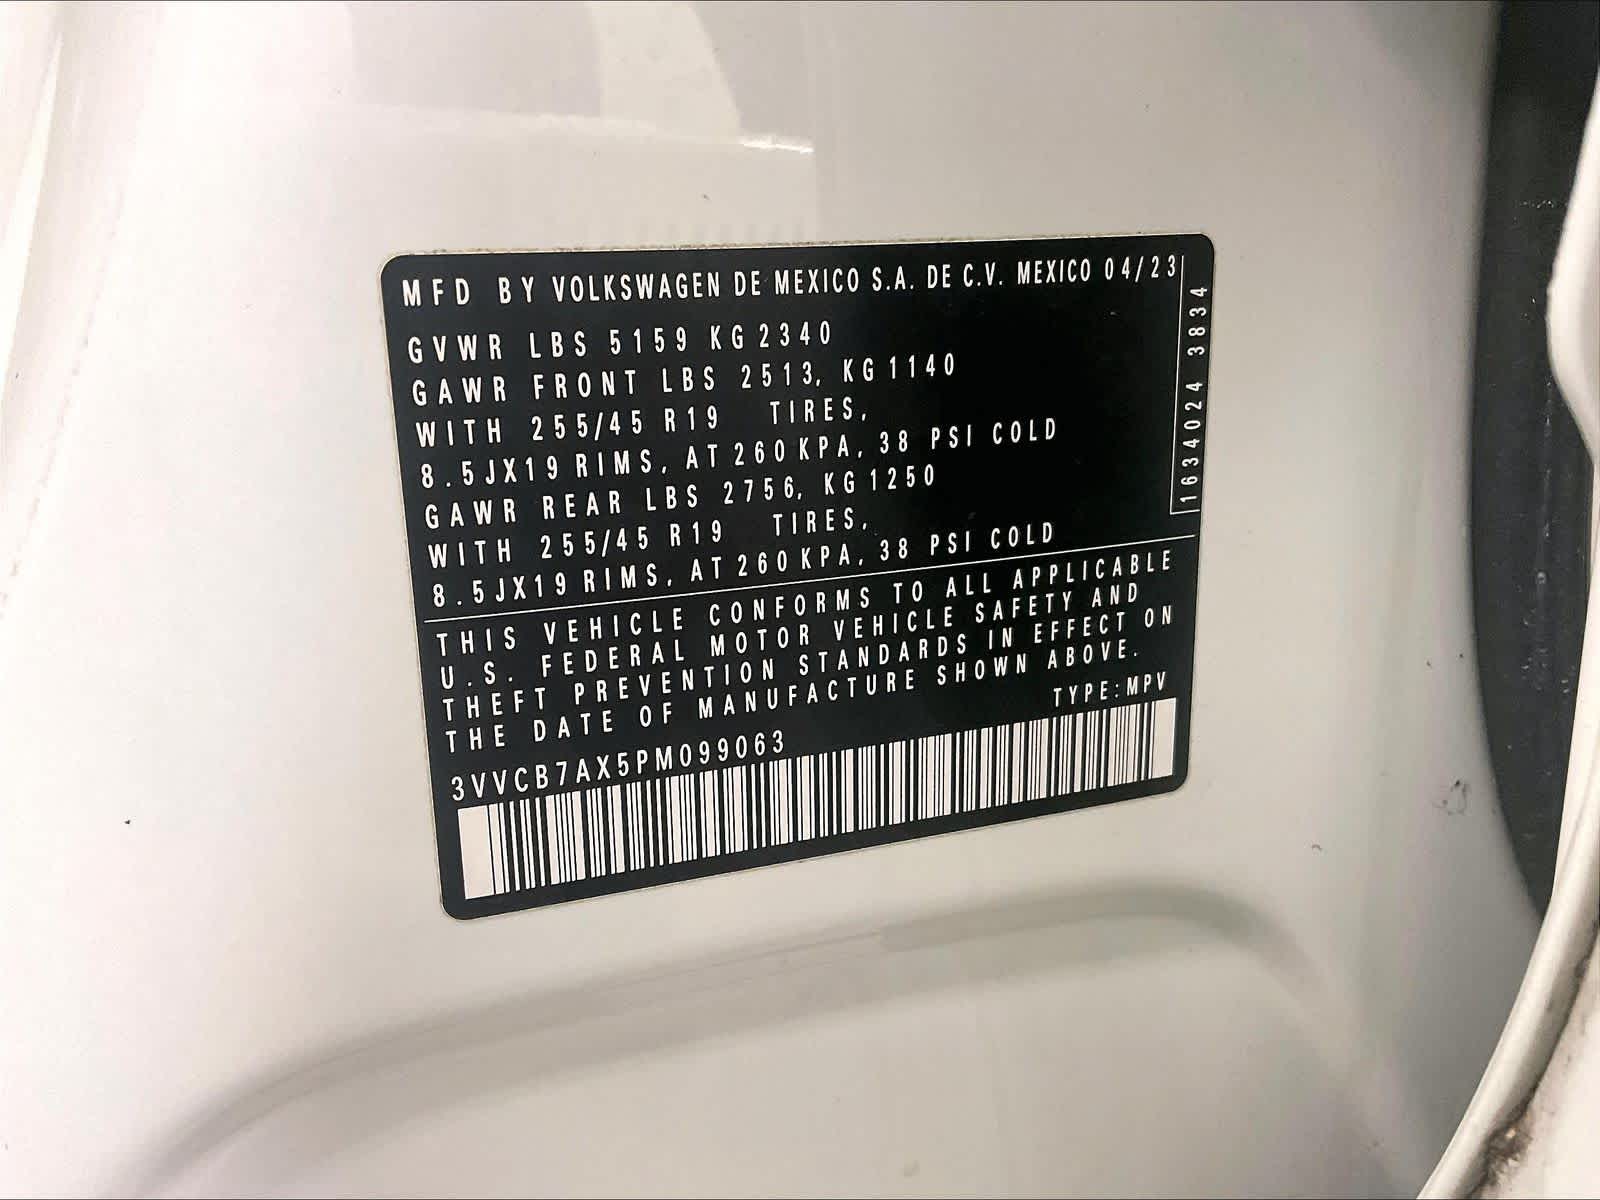 MFD BY VOLKSWAGEN DE MEXICO S.A. DE C.V. MEXICO 04/23
GVWR LBS 5159 KG 2340
GAWR FRONT LBS 2513, KG 1140
WITH 255/45 R19 TIRES,
8.5JX19 RIMS, AT 260 KPA, 38 PSI COLD
GAWR REAR LBS 2756, KG 1250
WITH 255/45 R19 TIRES,
8.5JX19 RIMS, AT 260 KPA, 38 PSI COLD
1634024 3834
THIS VEHICLE CONFORMS TO ALL APPLICABLE
U.S. FEDERAL MOTOR VEHICLE SAFETY AND
THEFT PREVENTION STANDARDS IN EFFECT ON
THE DATE OF MANUFACTURE SHOWN ABOVE.
TYPE:MPV
3VVCB7AX5PM099063